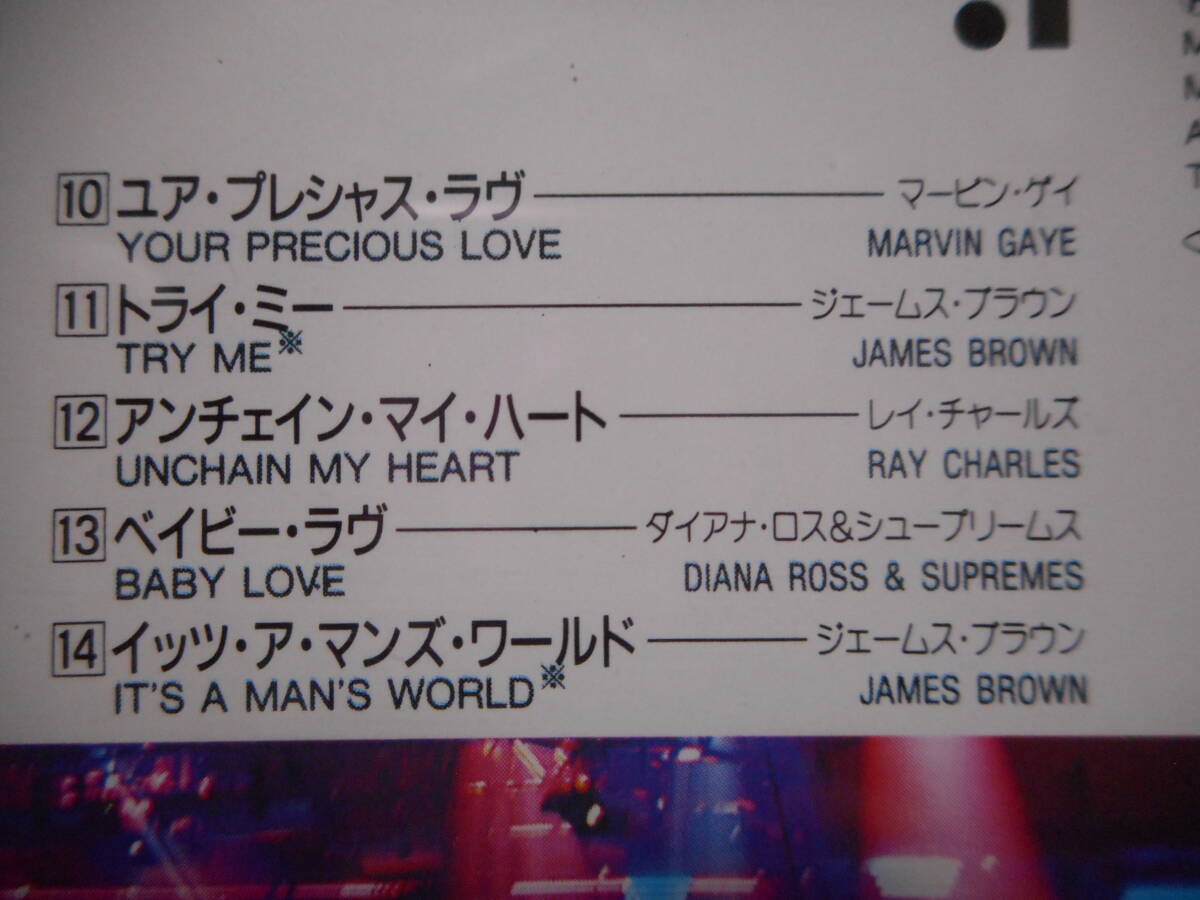 10 ユア・プレシャス・ラヴ マービン・ゲイ
YOUR PRECIOUS LOVE MARVIN GAYE
11 トライ・ミー ジェームス・ブラウン
TRY ME※ JAMES BROWN
12 アンチェイン・マイ・ハート レイ・チャールズ
UNCHAIN MY HEART RAY CHARLES
13 ベイビー・ラヴ ダイアナ・ロス&シュープリームス
BABY LOVE DIANA ROSS & SUPREMES
14 イッツ・ア・マンズ・ワールド ジェームス・ブラウン
IT'S A MAN'S WORLD※ JAMES BROWN